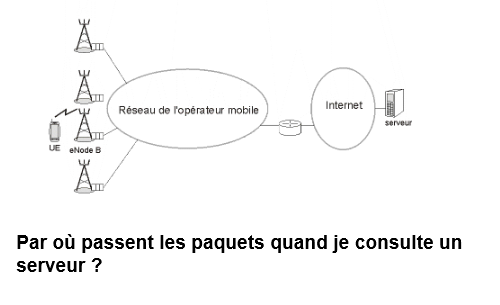 Réseau de l'opérateur mobile
Internet
serveur
UE
eNode B
Par où passent les paquets quand je consulte un
serveur ?